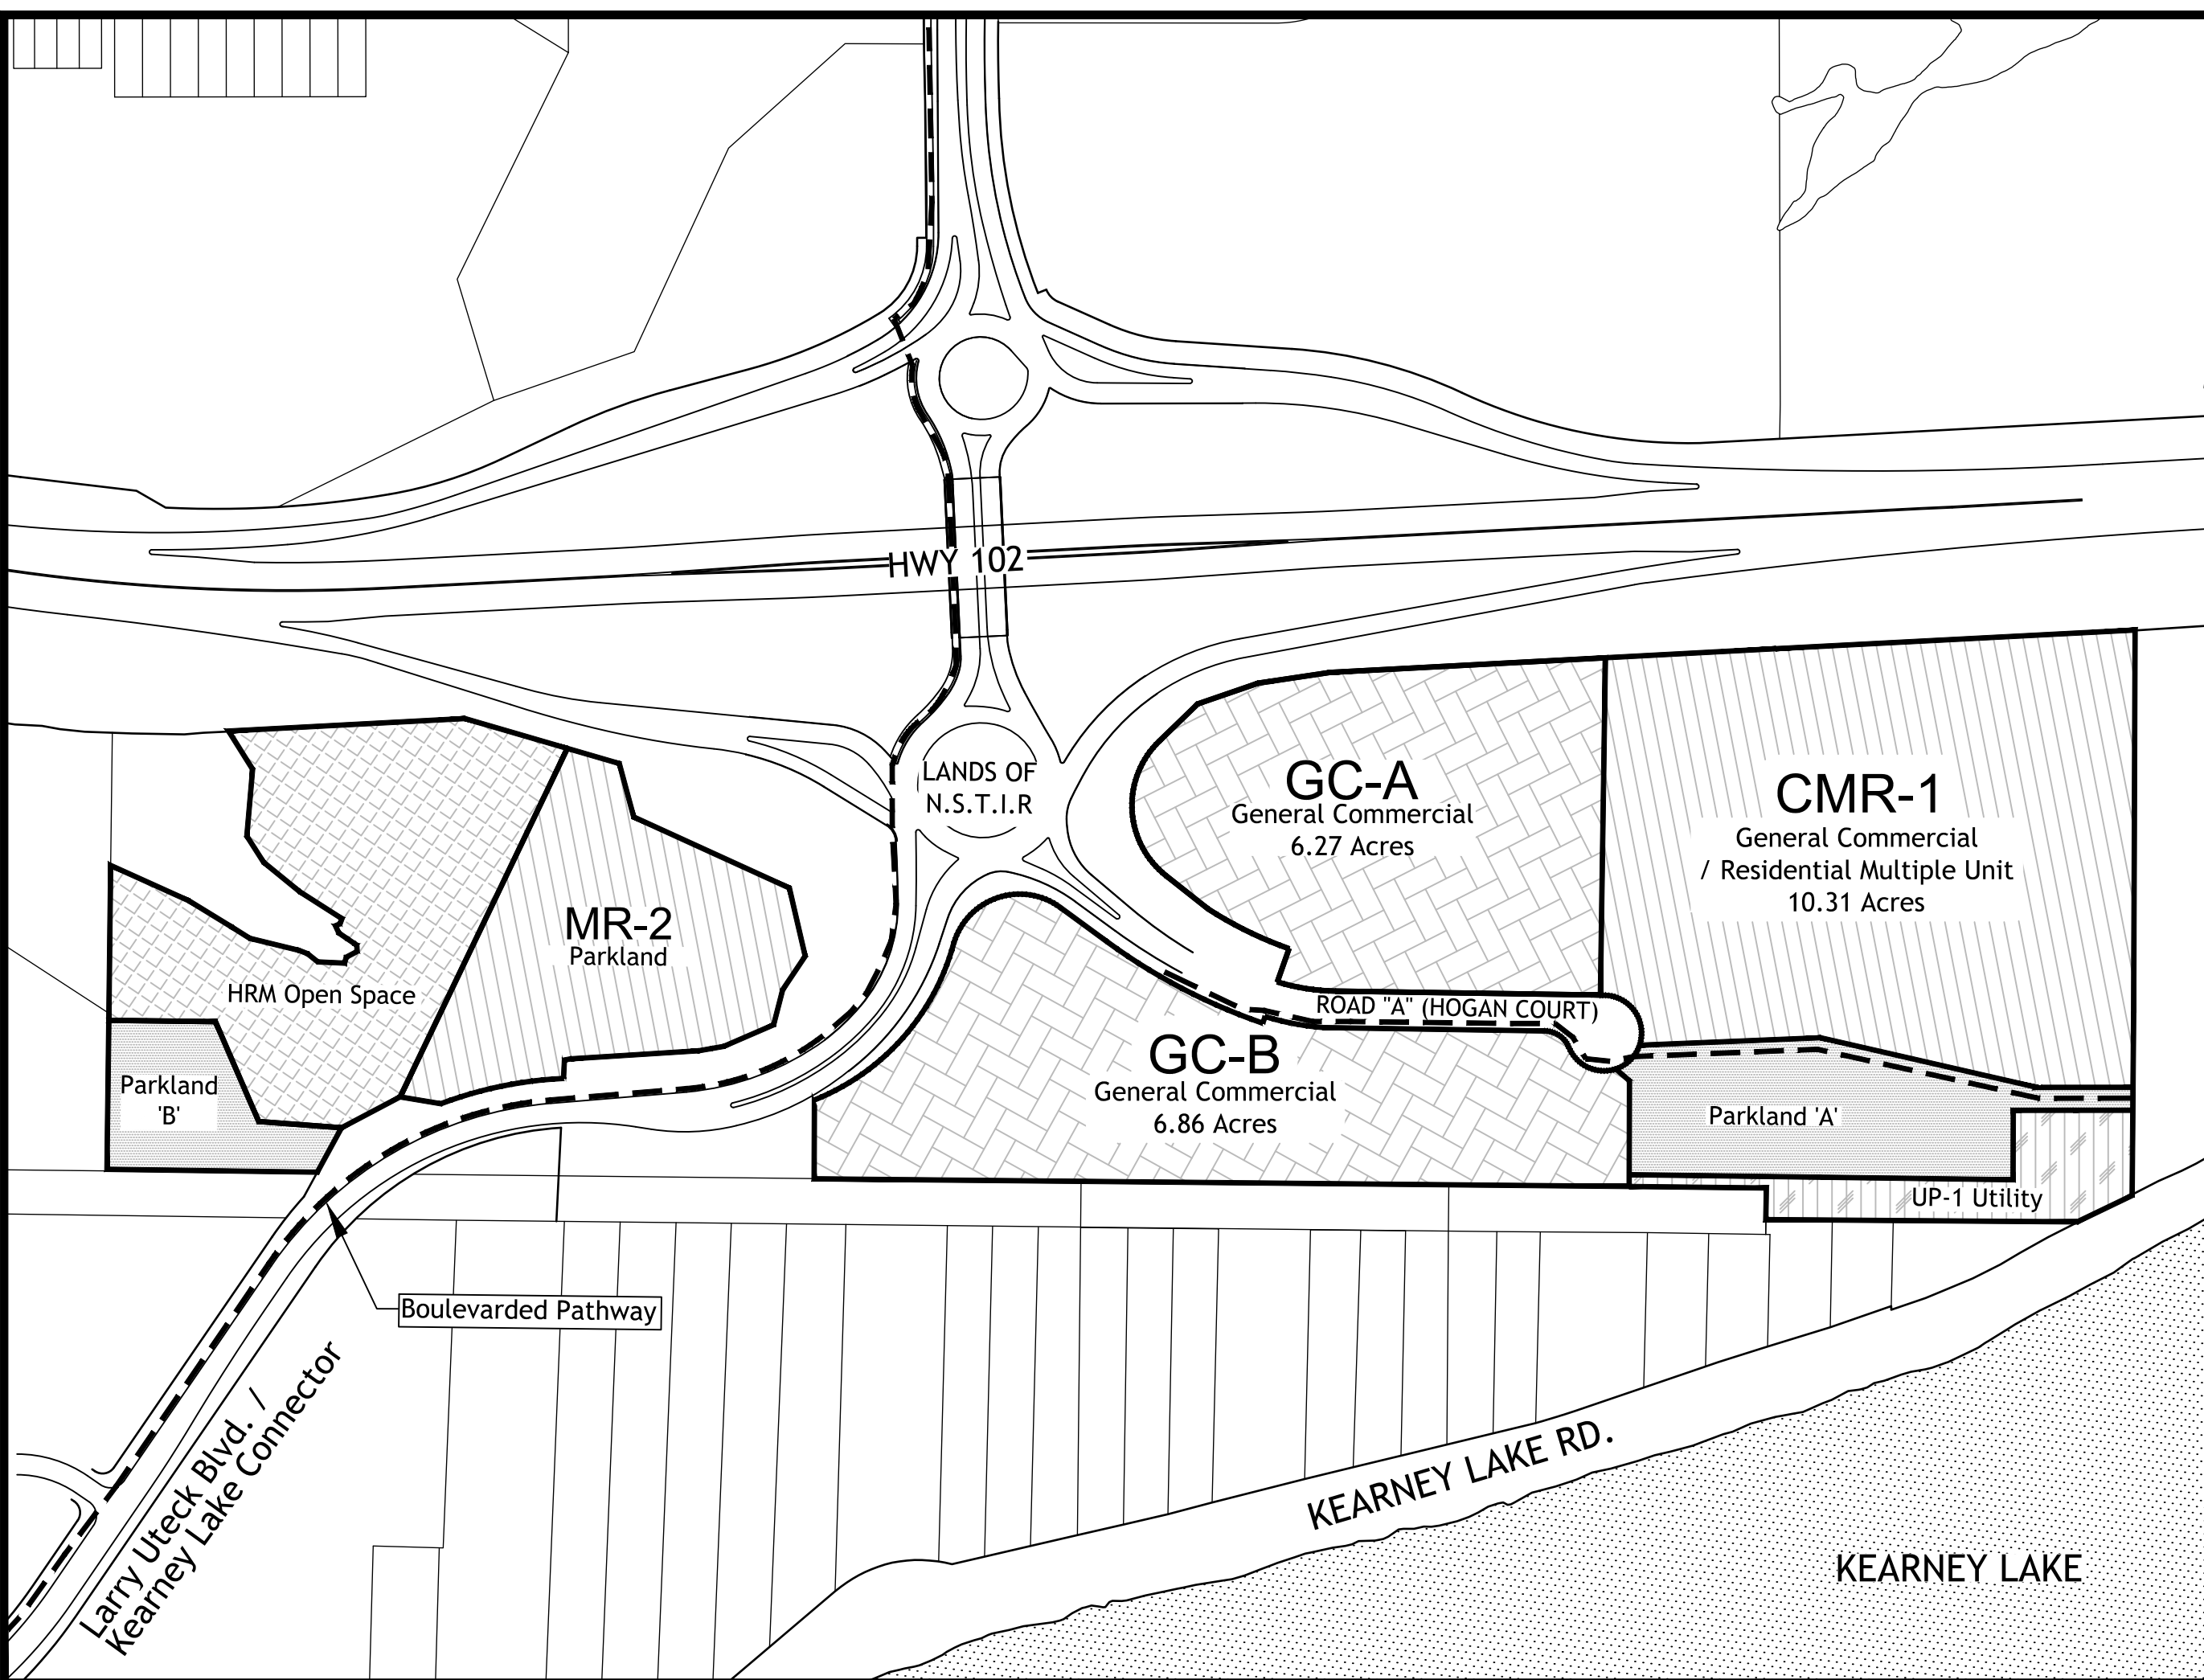 HWY 102
LANDS OF
N.S.T.I.R
GC-A
General Commercial
6.27 Acres
CMR-1
General Commercial
/ Residential Multiple Unit
10.31 Acres
MR-2
Parkland
HRM Open Space
ROAD "A" (HOGAN COURT)
GC-B
General Commercial
6.86 Acres
Parkland
'B'
Parkland 'A'
UP-1 Utility
Boulevarded Pathway
Larry Uteck Blvd. /
Kearney Lake Connector
KEARNEY LAKE RD.
KEARNEY LAKE